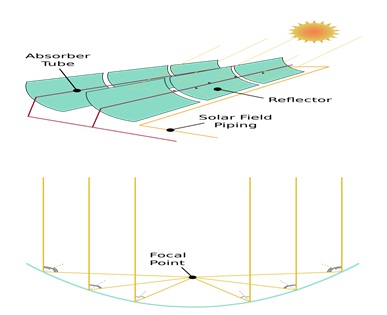 Absorber
Tube
Reflector
Solar Field
Piping
Focal
Point